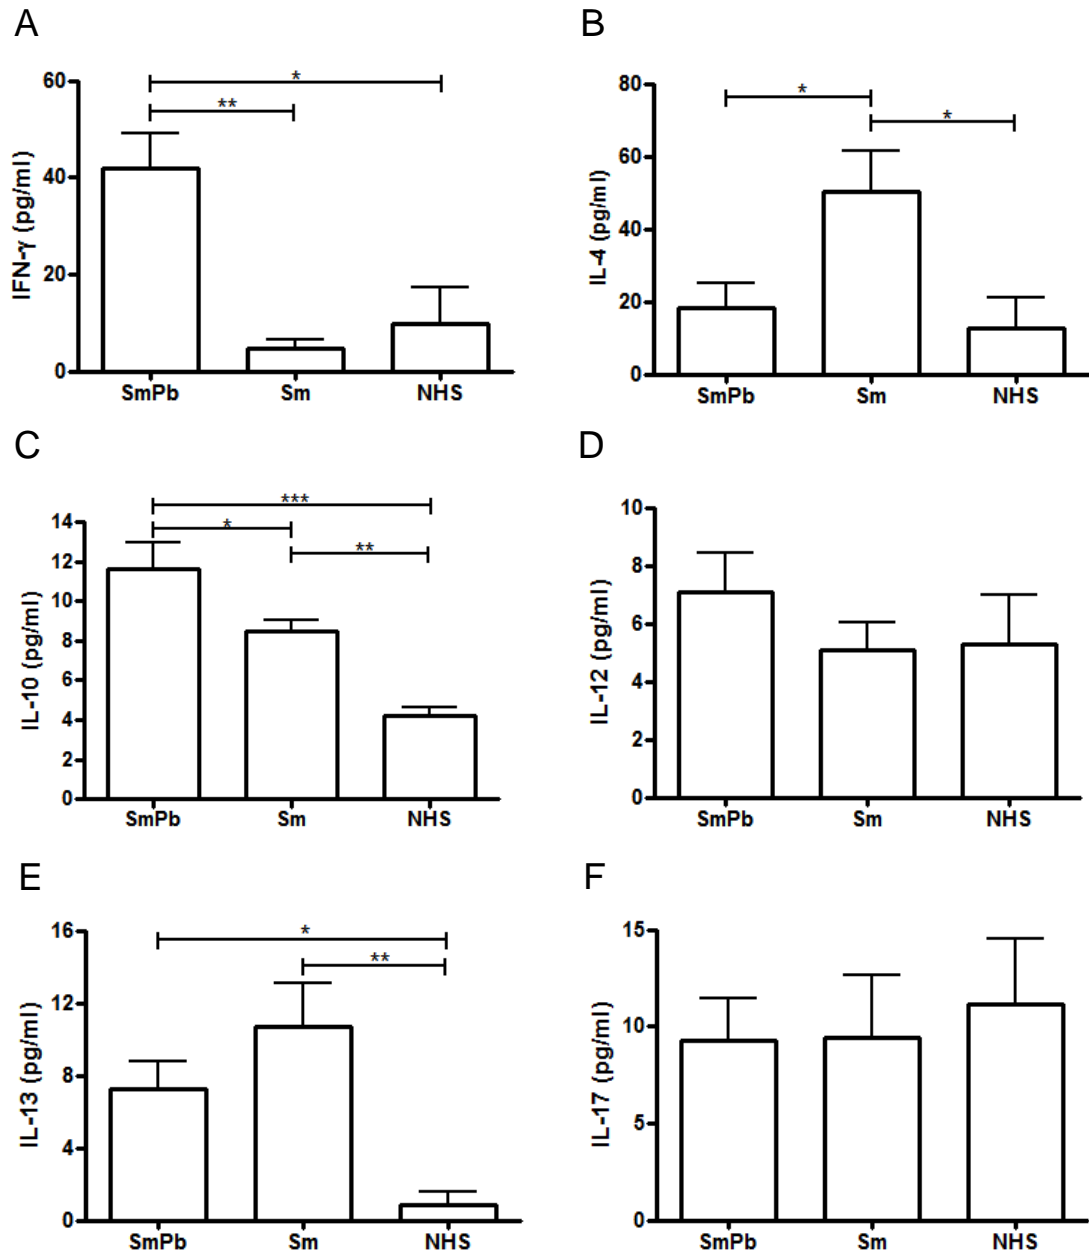 A
B
IFN-γ (pg/ml)
60
40
20
0
*
**
SmPb Sm NHS
IL-4 (pg/ml)
80
60
40
20
0
*
*
SmPb Sm NHS
C
D
IL-10 (pg/ml)
14
12
10
8
6
4
2
0
***
*
**
SmPb Sm NHS
IL-12 (pg/ml)
10
8
6
4
2
0
SmPb Sm NHS
E
F
IL-13 (pg/ml)
16
12
8
4
0
*
**
SmPb Sm NHS
IL-17 (pg/ml)
15
10
5
0
SmPb Sm NHS